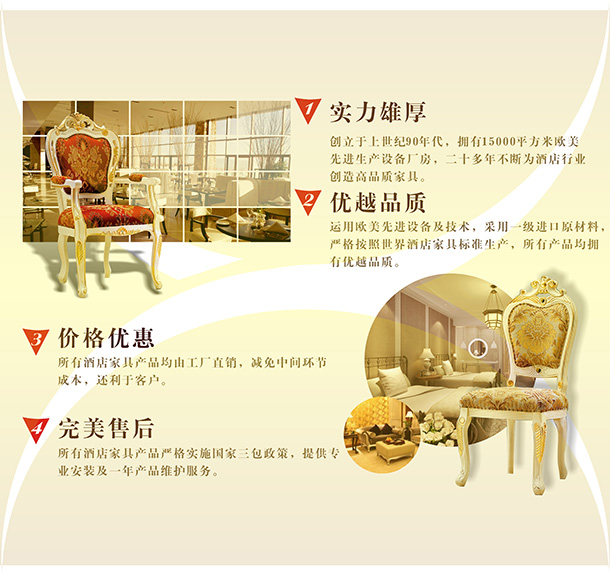 1 实力雄厚
创立于上世纪90年代，拥有15000平方米欧美
先进生产设备厂房，二十多年不断为酒店行业
创造高品质家具。
2 优越品质
运用欧美先进设备及技术，采用一级进口原材料，
严格按照世界酒店家具标准生产，所有产品均拥
有优越品质。
3 价格优惠
所有酒店家具产品均由工厂直销，减免中间环节
成本，还利于客户。
4 完美售后
所有酒店家具产品严格实施国家三包政策，提供专
业安装及一年产品维护服务。